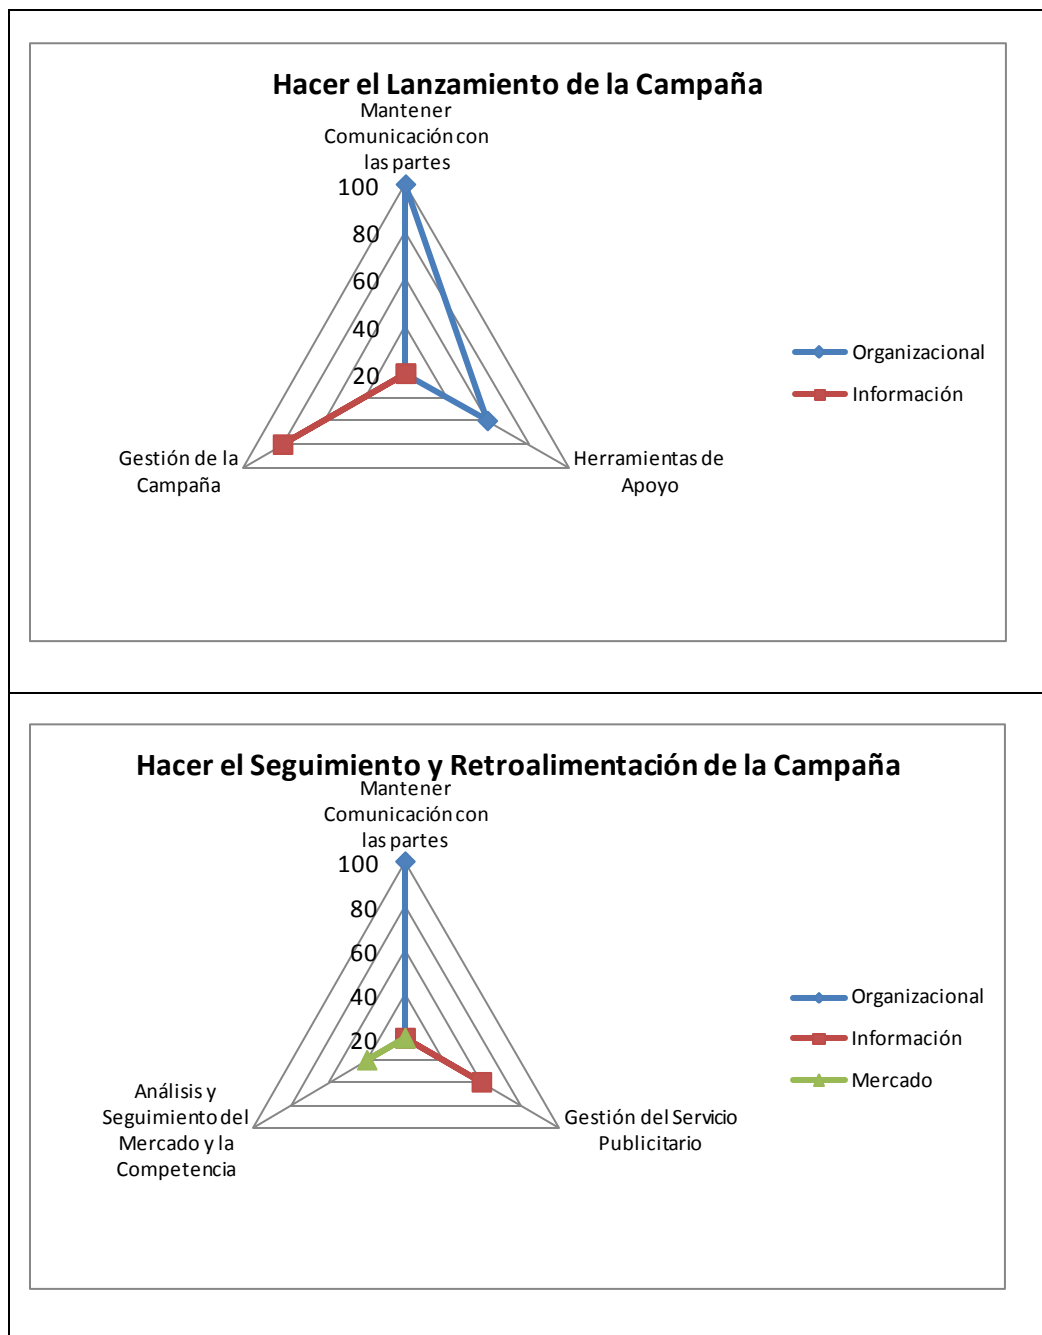 Hacer el Lanzamiento de la Campaña
Mantener
Comunicación con
las partes
100
80
60
40
20
Organizacional
Información
Gestión de la
Campaña
Herramientas de
Apoyo
Hacer el Seguimiento y Retroalimentación de la Campaña
Mantener
Comunicación con
las partes
100
80
60
40
20
Organizacional
Información
Mercado
Análisis y
Seguimiento del
Mercado y la
Competencia
Gestión del Servicio
Publicitario